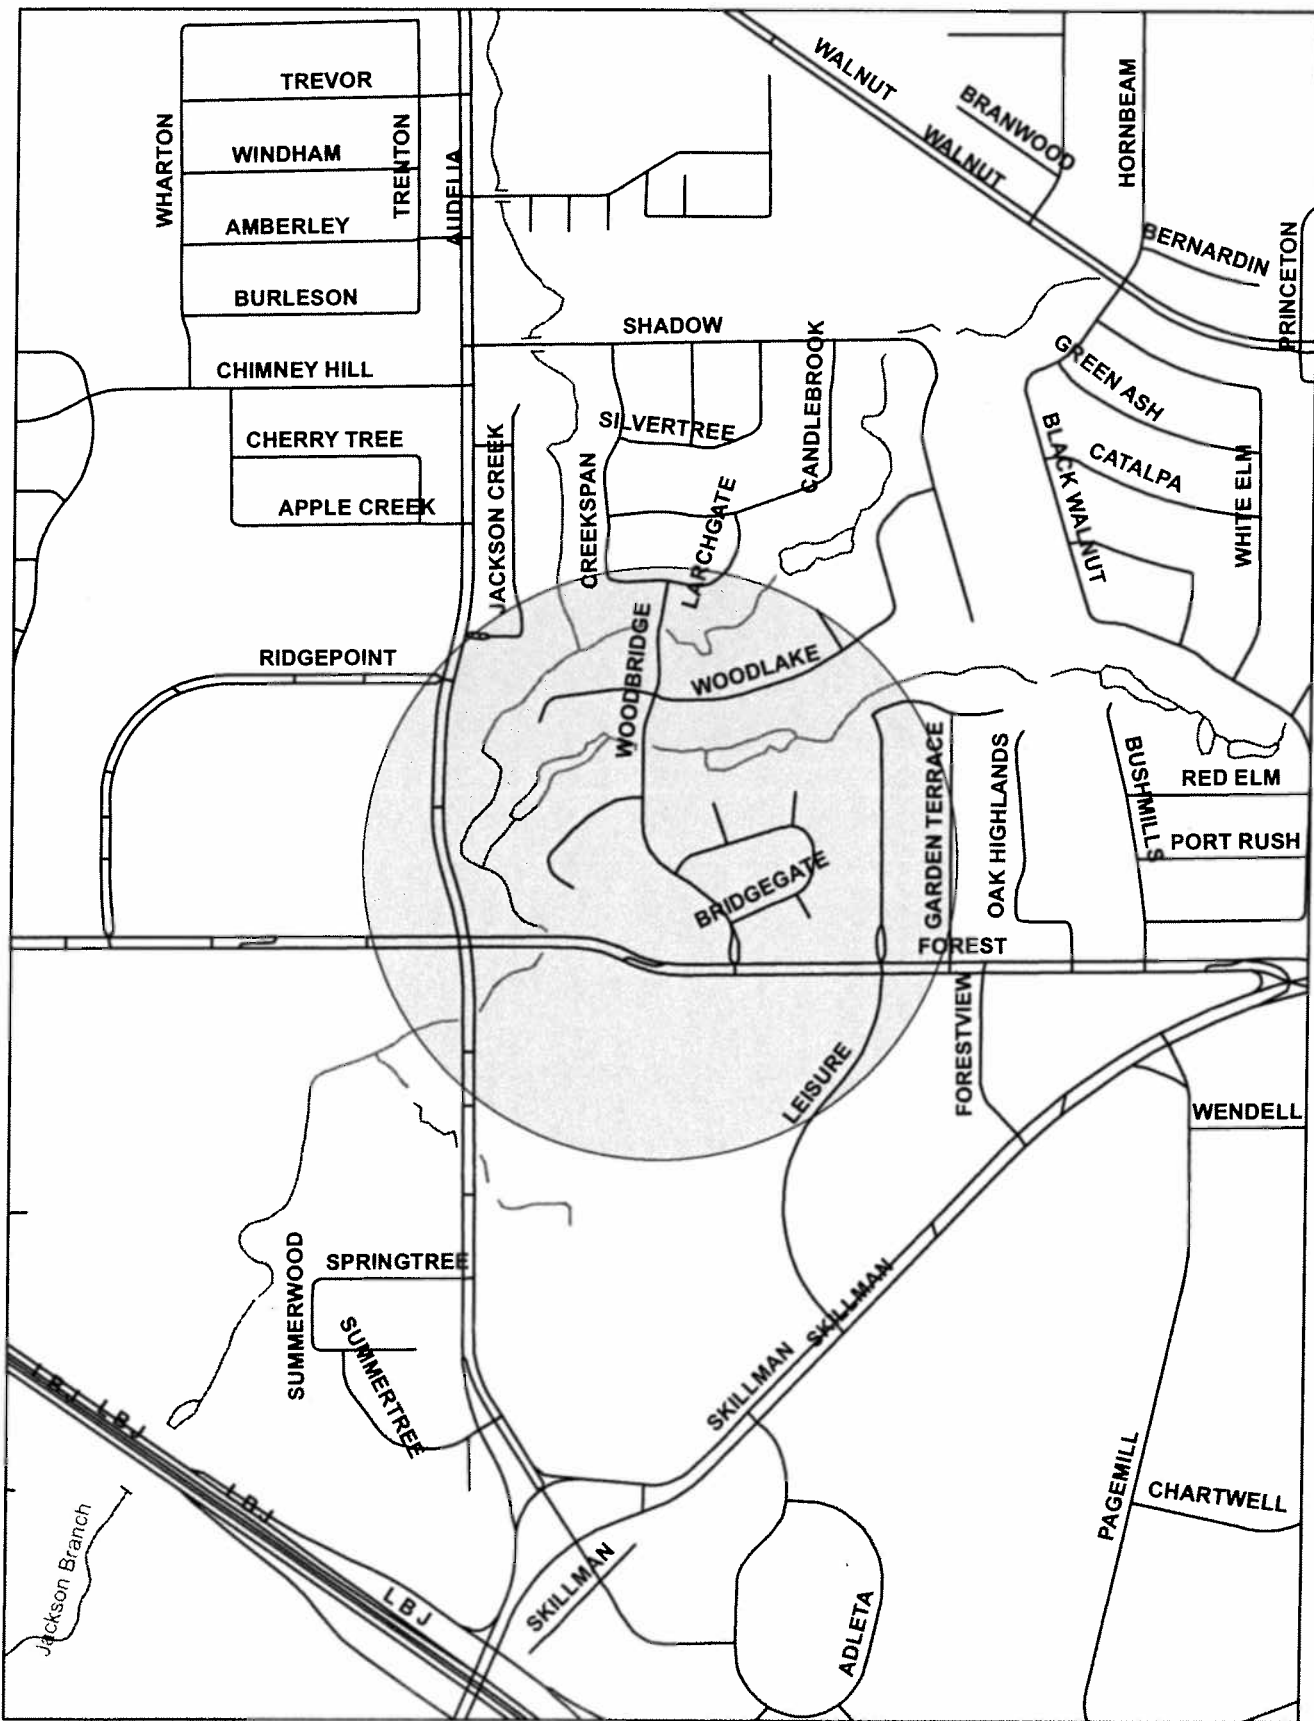 WALNUT
TREVOR
BRANWOOD
HORNBEAM
WHARTON
WINDHAM
TRENTON
AUDELIA
WALNUT
AMBERLEY
BERNARDIN
PRINCETON
BURLESON
SHADOW
CANDLEBROOK
GREEN ASH
CHIMNEY HILL
SILVERTREE
CHERRY TREE
JACKSON CREEK
BLACK WALNUT
CATALPA
WHITE ELM
CREEKSPAN
LARCHGATE
APPLE CREEK
WOODBRIDGE
RIDGEPOINT
WOODLAKE
GARDEN TERRACE
OAK HIGHLANDS
BUSHMILLS
RED ELM
PORT RUSH
BRIDGEGATE
FOREST
FORESTVIEW
LEISURE
WENDELL
SUMMERWOOD
SPRINGTREE
SUMMERTREE
SKILLMAN
SKILLMAN
LBJ
LBJ
LBJ
LBJ
PAGEMILL
CHARTWELL
Jackson Branch
SKILLMAN
ADLETA